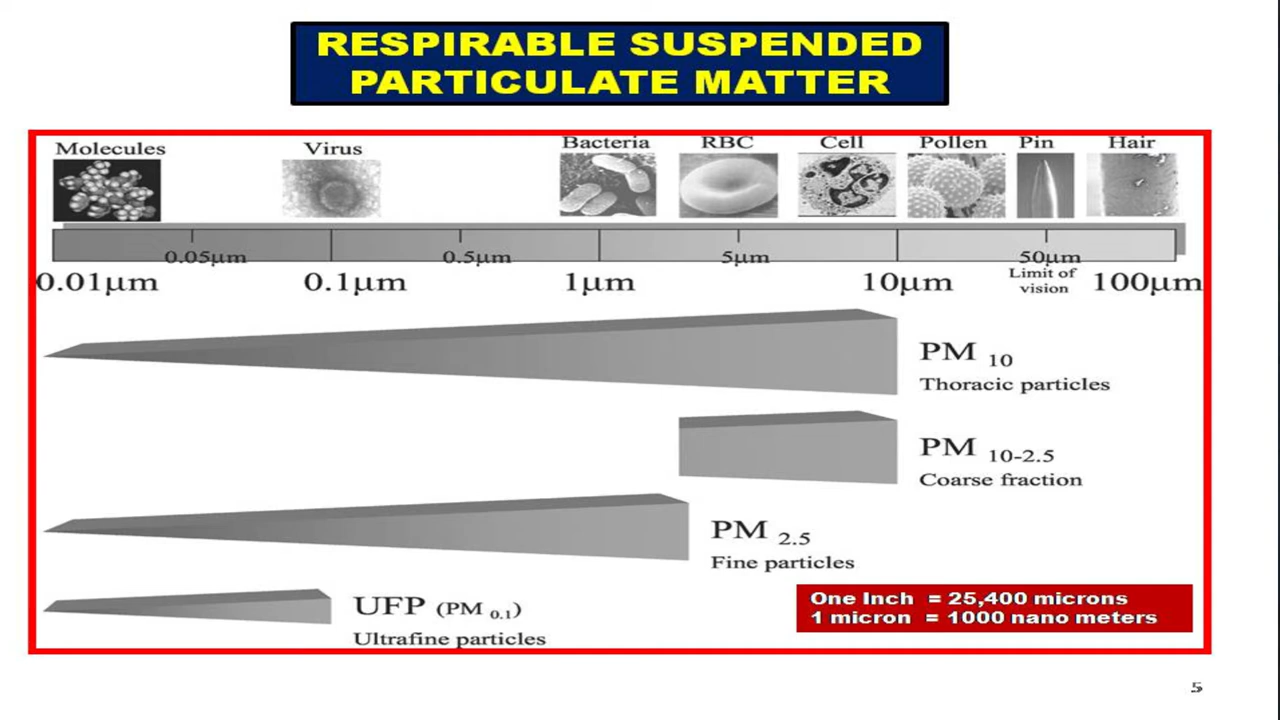 RESPIRABLE SUSPENDED
PARTICULATE MATTER
Molecules Virus Bacteria RBC Cell Pollen Pin Hair
0.05μm 0.5μm 5μm 50μm
0.01μm 0.1μm 1μm 10μm Limit of vision 100μm
PM 10
Thoracic particles
PM 10-2.5
Coarse fraction
PM 2.5
Fine particles
UFP (PM 0.1)
Ultrafine particles
One Inch = 25,400 microns
1 micron = 1000 nano meters
5